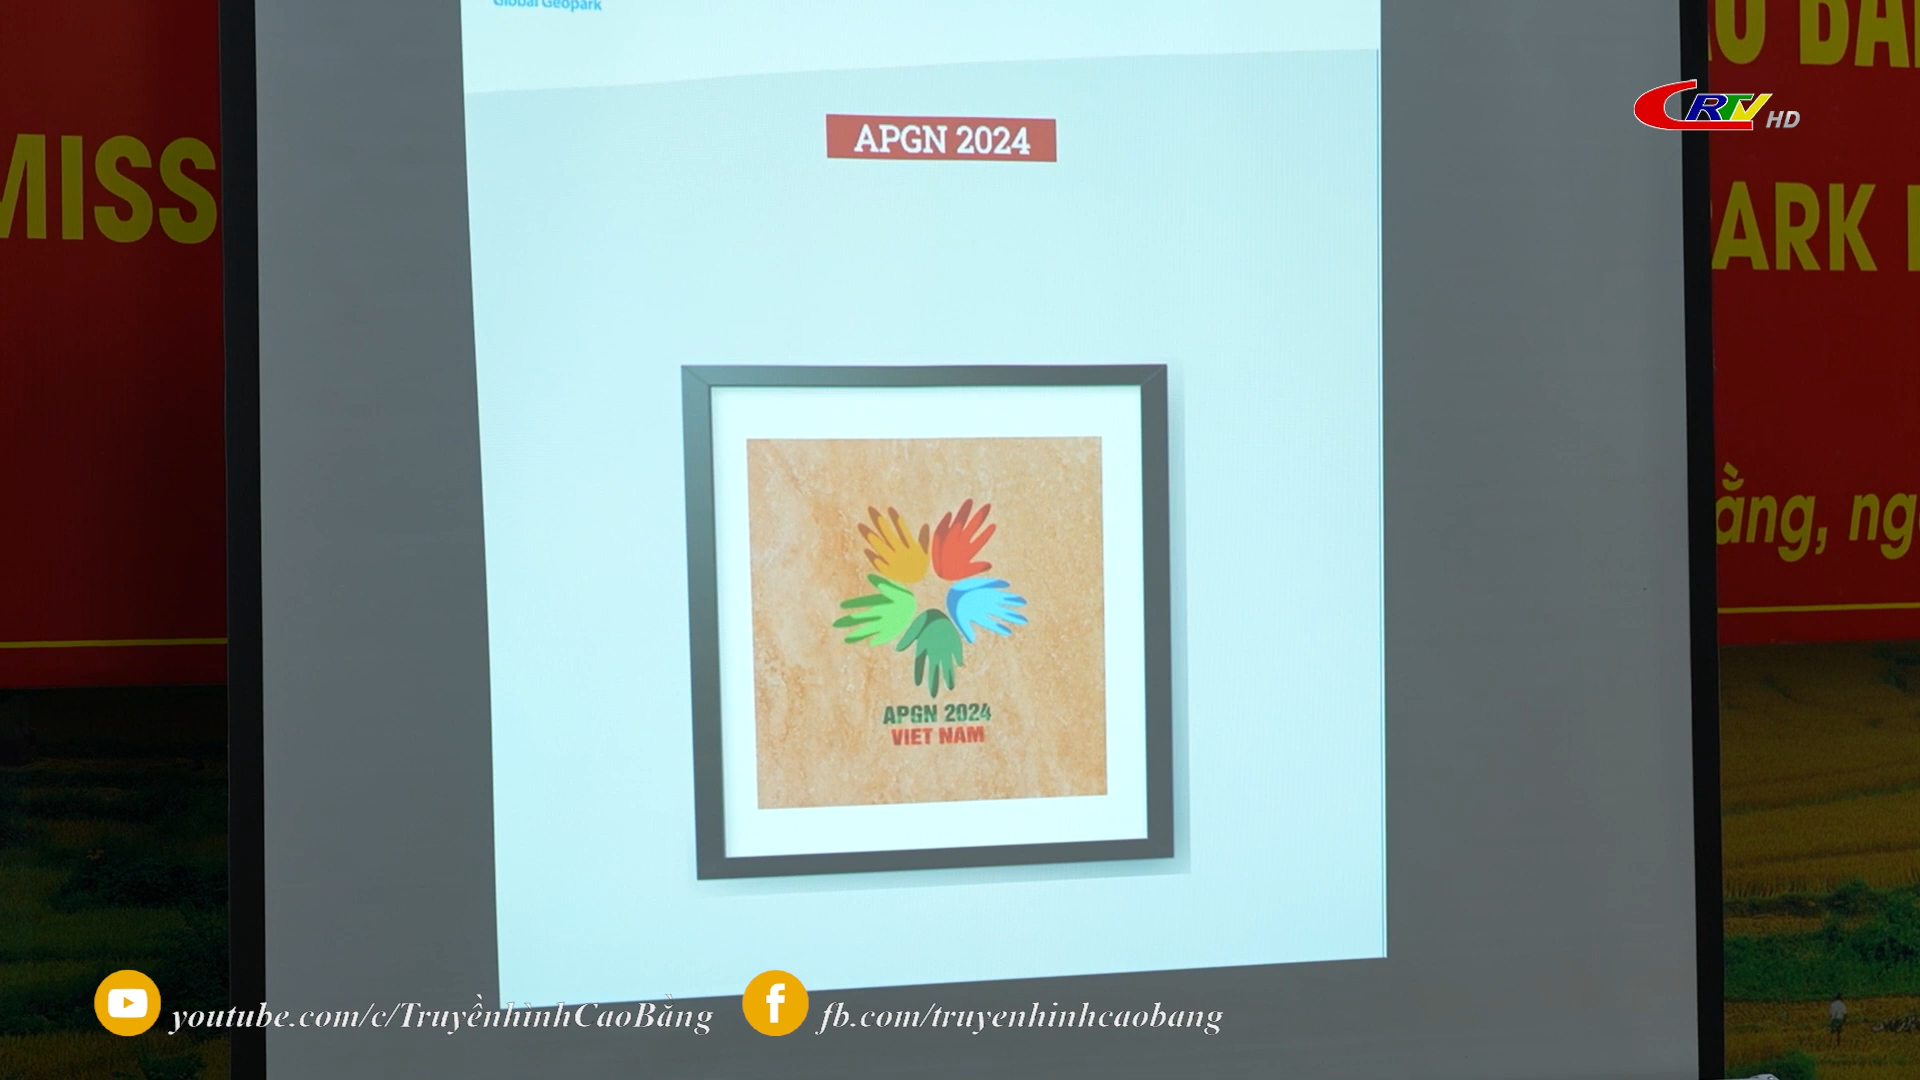 Global Geopark
APGN 2024
MISS
PARK
ằng, ng
CRTV HD
APGN 2024
VIET NAM
youtube.com/c/TruyềnhìnhCaoBằng
fb.com/truyenhinhcaobang